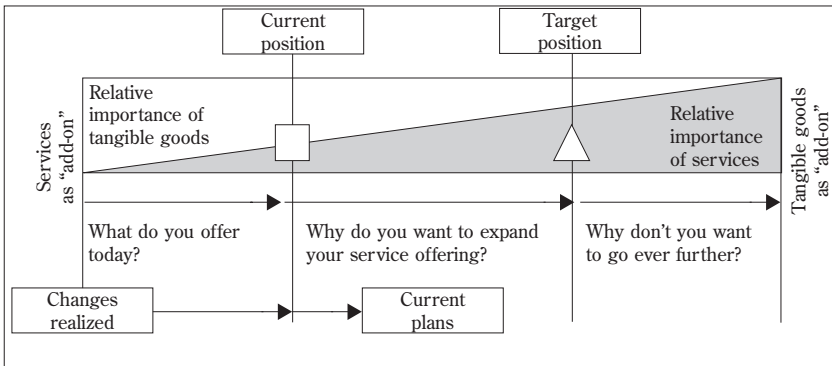 Current
position
Target
position
Services
as “add-on”
Relative
importance of
tangible goods
Relative
importance
of services
Tangible goods
as “add-on”
What do you offer
today?
Why do you want to expand
your service offering?
Why don’t you want
to go ever further?
Changes
realized
Current
plans